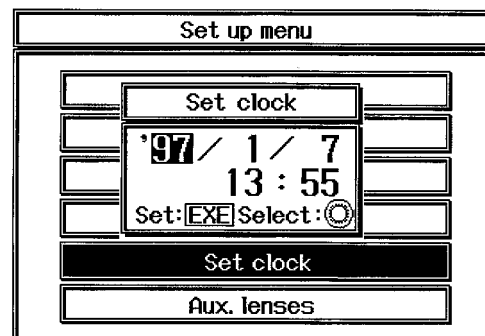 Set up menu
Set clock
'97/ 1/ 7
13:55
Set:EXE Select:
Set clock
Aux. lenses